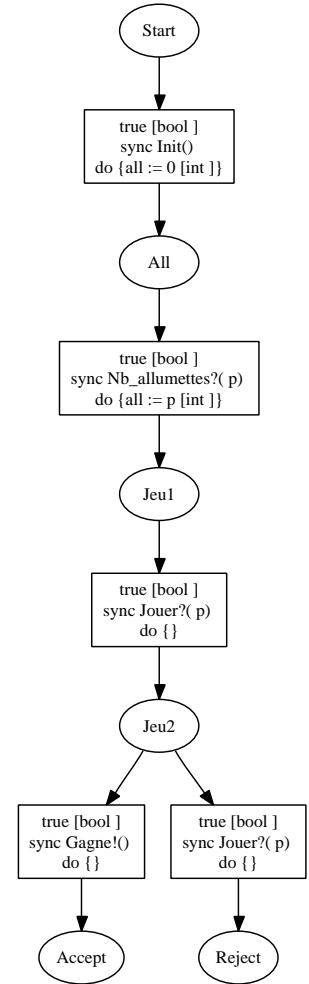 Start
true [bool ]
sync Init()
do {all := 0 [int ]}
All
true [bool ]
sync Nb_allumettes?( p)
do {all := p [int ]}
Jeu1
true [bool ]
sync Jouer?( p)
do {}
Jeu2
true [bool ]
sync Gagne!()
do {}
true [bool ]
sync Jouer?( p)
do {}
Accept
Reject